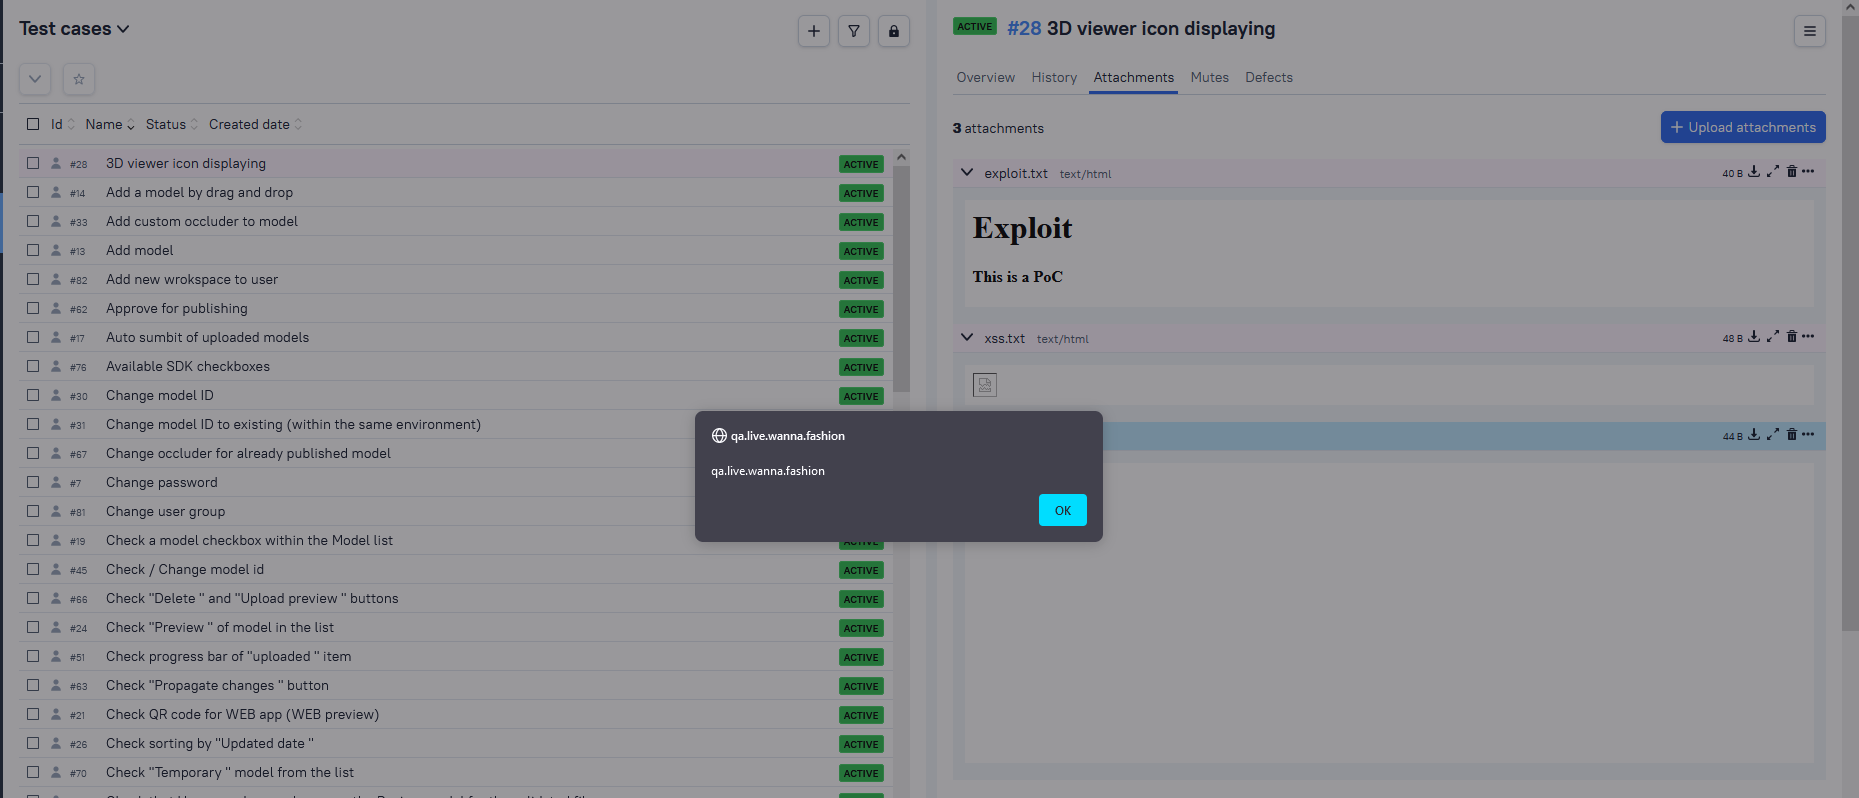 Test cases
Id Name Status Created date
#28 3D viewer icon displaying ACTIVE
#14 Add a model by drag and drop ACTIVE
#33 Add custom occluder to model ACTIVE
#13 Add model ACTIVE
#82 Add new wrokspace to user ACTIVE
#62 Approve for publishing ACTIVE
#17 Auto sumbit of uploaded models ACTIVE
#76 Available SDK checkboxes ACTIVE
#30 Change model ID ACTIVE
#31 Change model ID to existing (within the same environment)
#67 Change occluder for already published model
#7 Change password
#81 Change user group
#19 Check a model checkbox within the Model list ACTIVE
#45 Check / Change model id ACTIVE
#66 Check "Delete " and "Upload preview " buttons ACTIVE
#24 Check "Preview " of model in the list ACTIVE
#51 Check progress bar of "uploaded " item ACTIVE
#63 Check "Propagate changes " button ACTIVE
#21 Check QR code for WEB app (WEB preview) ACTIVE
#26 Check sorting by "Updated date " ACTIVE
#70 Check "Temporary " model from the list ACTIVE
ACTIVE #28 3D viewer icon displaying
Overview History Attachments Mutes Defects
3 attachments
+ Upload attachments
exploit.txt text/html 40 B
Exploit
This is a PoC
xss.txt text/html 48 B
44 B
qa.live.wanna.fashion
qa.live.wanna.fashion
OK